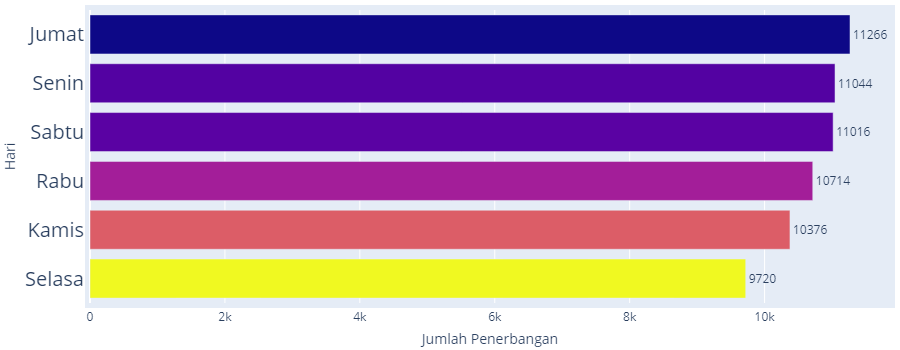 Jumat 11266
Senin 11044
Sabtu 11016
Hari
Rabu 10714
Kamis 10376
Selasa 9720
0 2k 4k 6k 8k 10k
Jumlah Penerbangan